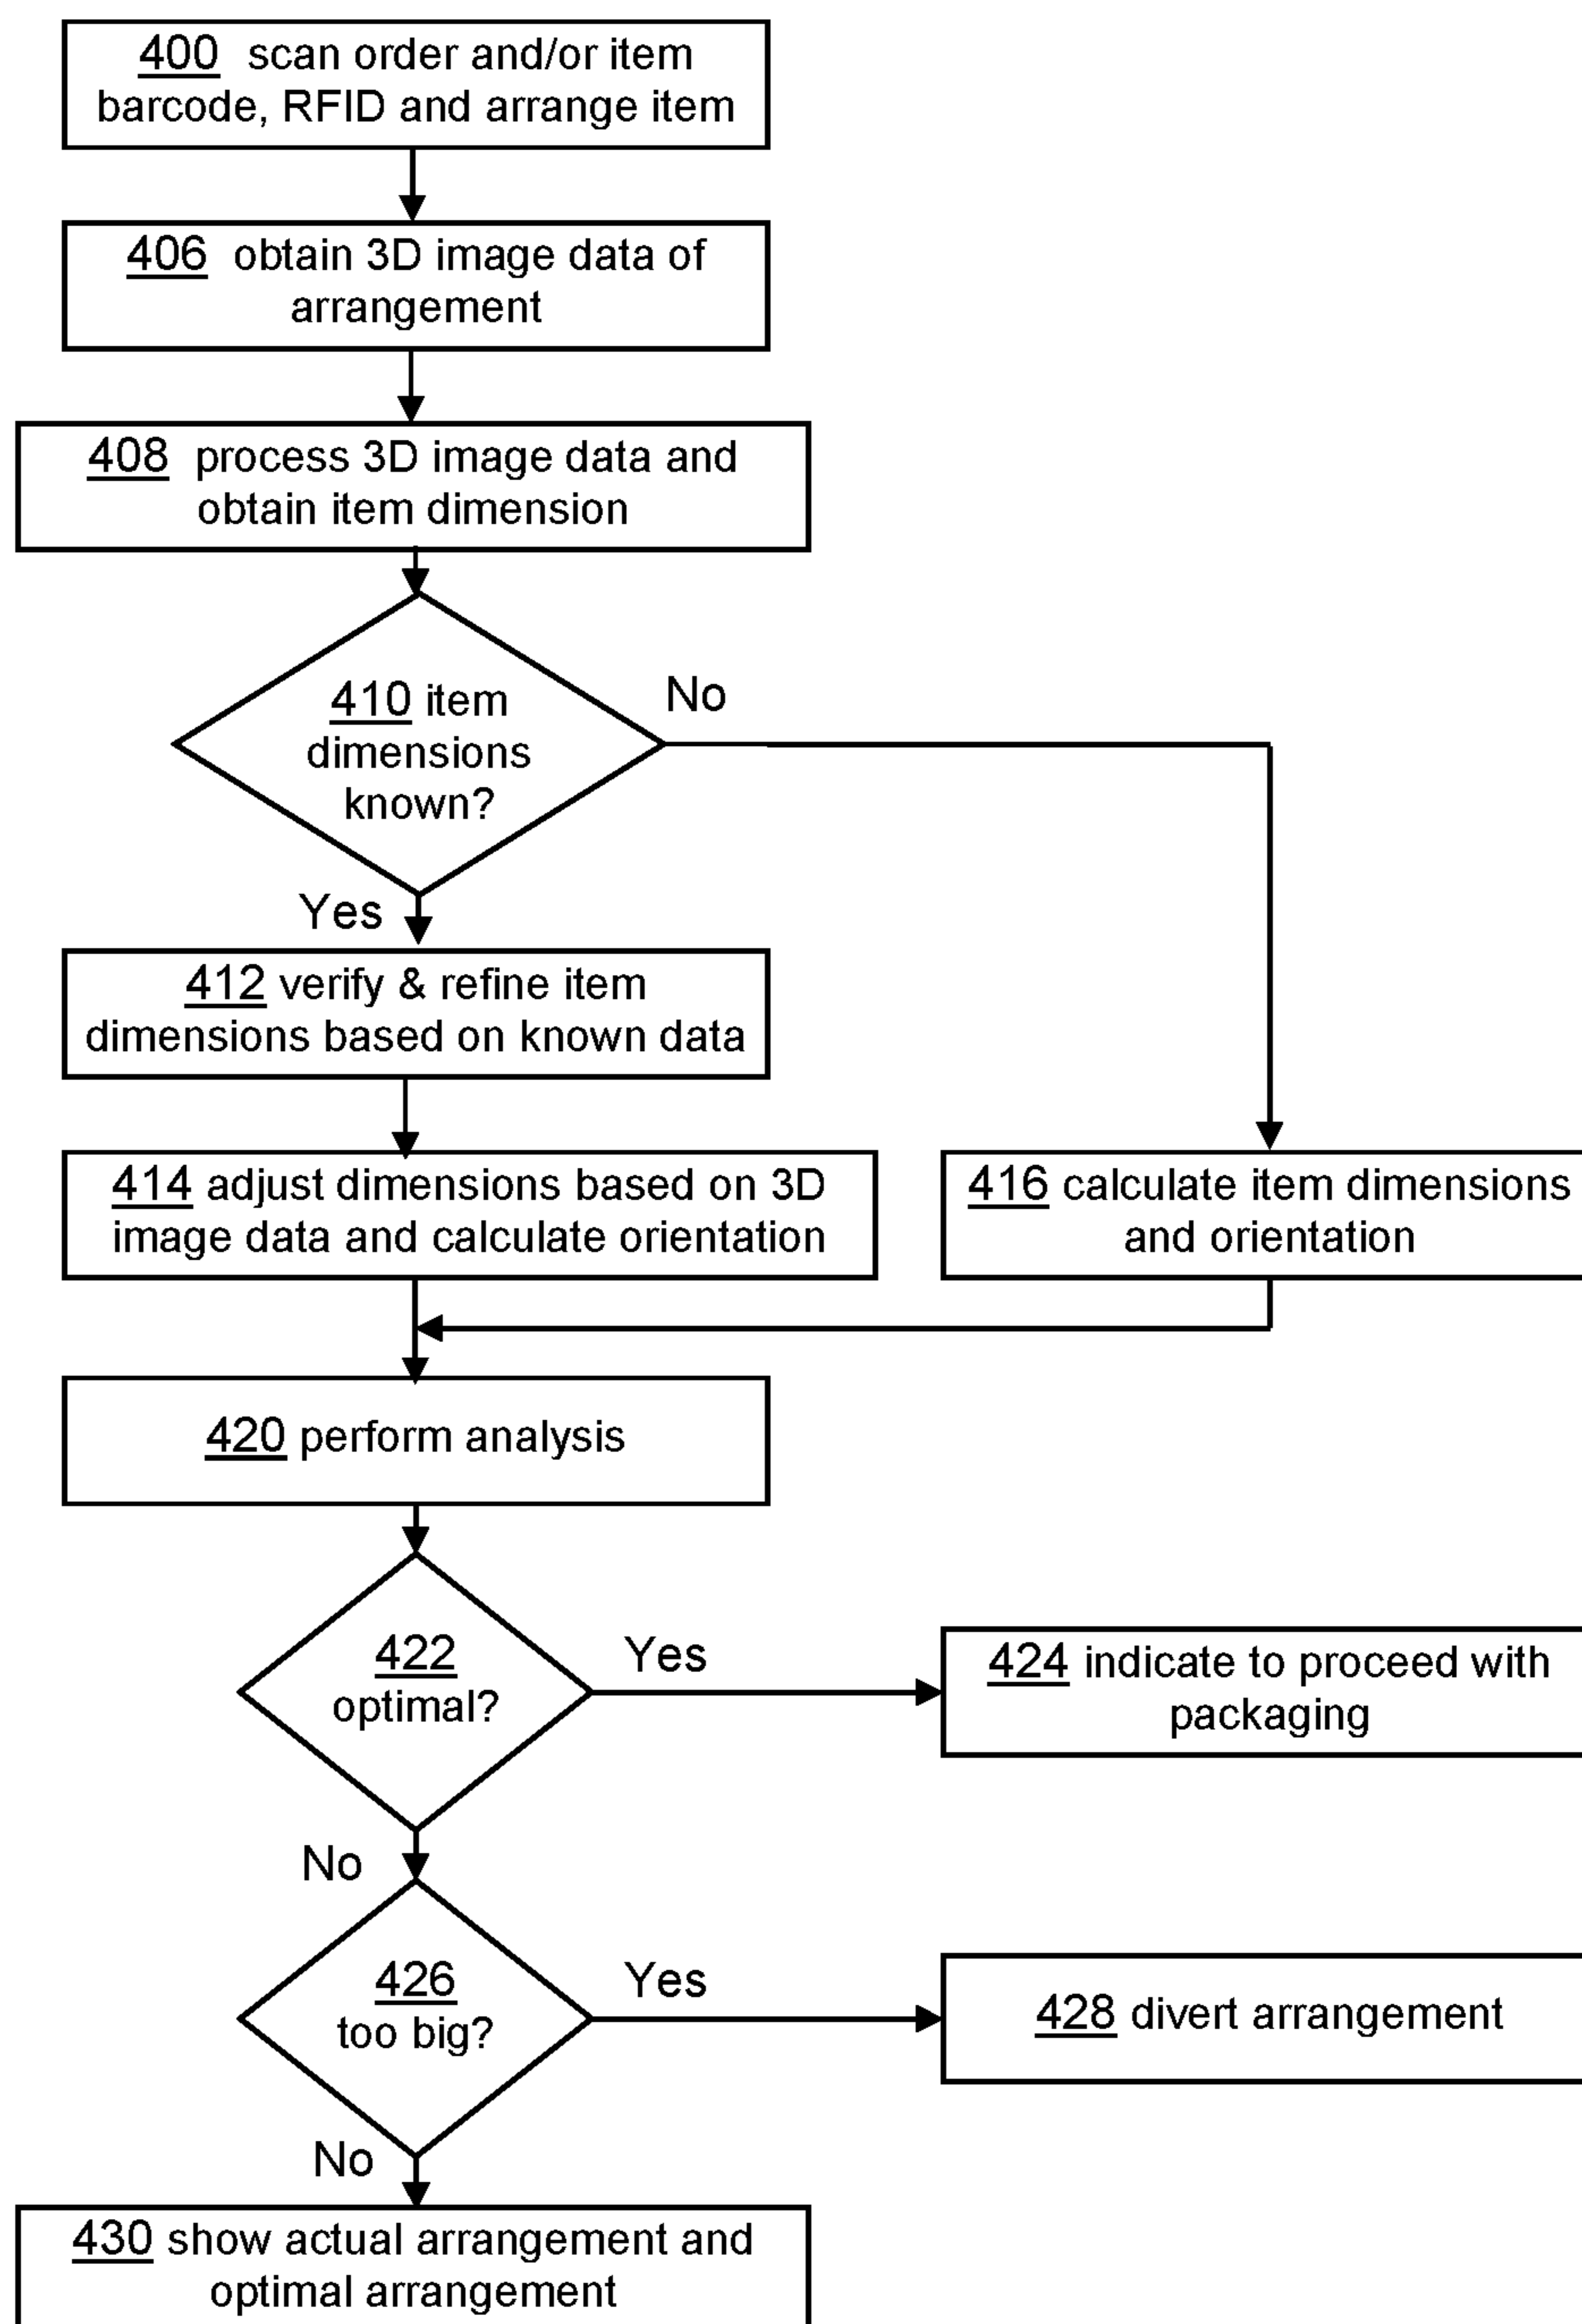 400 scan order and/or item
barcode, RFID and arrange item
406 obtain 3D image data of
arrangement
408 process 3D image data and
obtain item dimension
410 item
dimensions
known?
No
Yes
412 verify & refine item
dimensions based on known data
414 adjust dimensions based on 3D
image data and calculate orientation
416 calculate item dimensions
and orientation
420 perform analysis
422
optimal?
Yes
424 indicate to proceed with
packaging
No
426
too big?
Yes
428 divert arrangement
No
430 show actual arrangement and
optimal arrangement